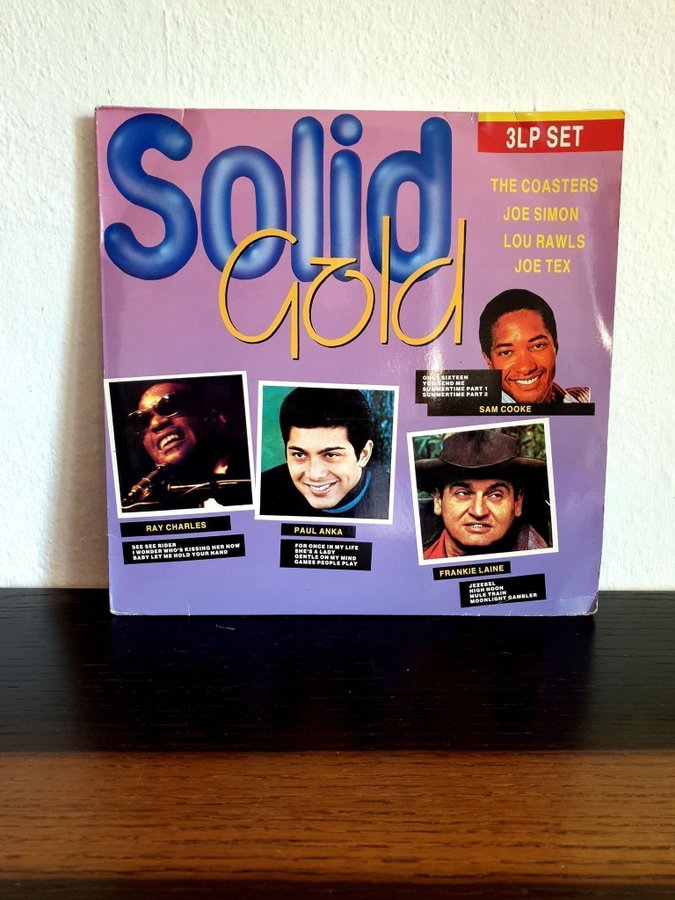 Solid
Gold
3LP SET
THE COASTERS
JOE SIMON
LOU RAWLS
JOE TEX
ONLY SIXTEEN
YOU SEND ME
SUMMERTIME PART 1
SUMMERTIME PART 2
SAM COOKE
RAY CHARLES
SEE SEE RIDER
I WONDER WHO'S KISSING HER NOW
BABY LET ME HOLD YOUR HAND
PAUL ANKA
FOR ONCE IN MY LIFE
SHE'S A LADY
GENTLE ON MY MIND
GAMES PEOPLE PLAY
FRANKIE LAINE
JEZEBEL
HIGH NOON
MULE TRAIN
MOONLIGHT GAMBLER